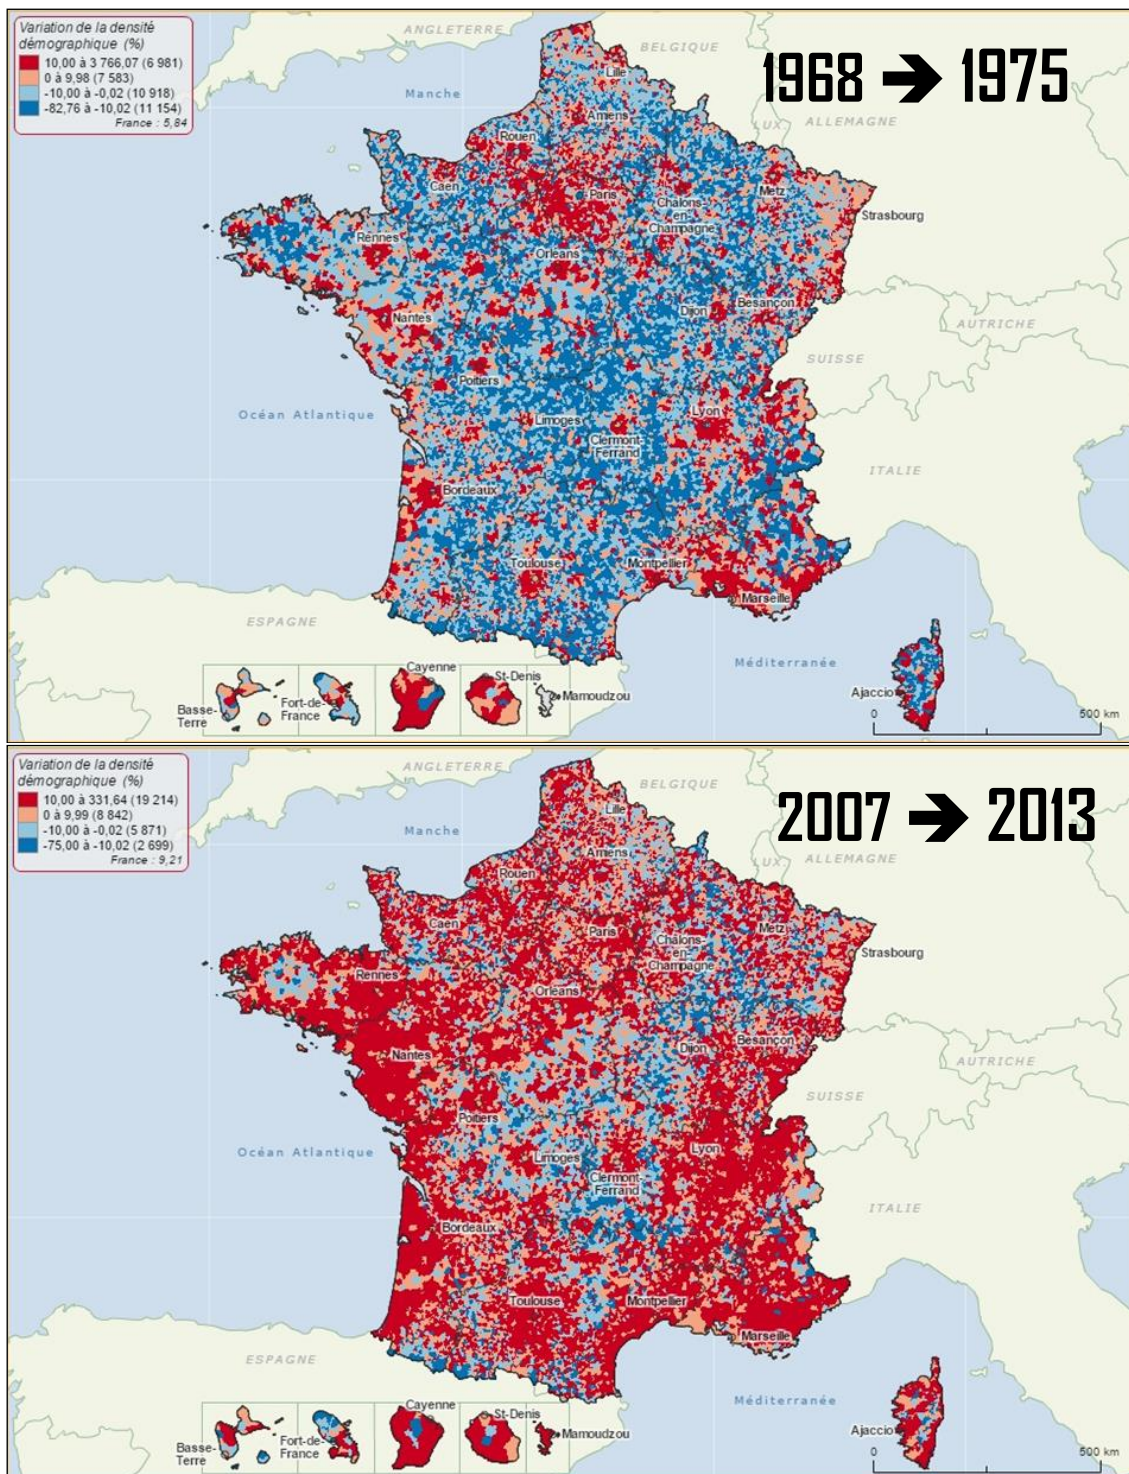 Variation de la densité
démographique (%)
10,00 à 3 766,07 (6 981)
0 à 9,98 (7 583)
-10,00 à -0,02 (10 918)
-82,76 à -10,02 (11 154)
France : 5,84
1968 ➔ 1975
ANGLETERRE
BELGIQUE
Manche
Lille
LUX.
ALLEMAGNE
Amiens
Rouen
Caen
Paris
Metz
Châlons-
en-
Champagne
Strasbourg
Rennes
Orléans
Nantes
Dijon
Besançon
AUTRICHE
SUISSE
Poitiers
Océan Atlantique
Limoges
Lyon
Clermont-
Ferrand
ITALIE
Bordeaux
Toulouse
Montpellier
Marseille
ESPAGNE
Méditerranée
Ajaccio
Basse-
Terre
Fort-de-
France
Cayenne
St-Denis
Mamoudzou
0
500 km
Variation de la densité
démographique (%)
10,00 à 331,64 (19 214)
0 à 9,99 (8 842)
-10,00 à -0,02 (5 871)
-75,00 à -10,02 (2 699)
France : 9,21
2007 ➔ 2013
ANGLETERRE
BELGIQUE
Manche
Lille
LUX.
ALLEMAGNE
Amiens
Rouen
Caen
Paris
Metz
Châlons-
en-
Champagne
Strasbourg
Rennes
Orléans
Nantes
Dijon
Besançon
AUTRICHE
SUISSE
Poitiers
Océan Atlantique
Limoges
Lyon
Clermont-
Ferrand
ITALIE
Bordeaux
Toulouse
Montpellier
Marseille
ESPAGNE
Méditerranée
Ajaccio
Basse-
Terre
Fort-de-
France
Cayenne
St-Denis
Mamoudzou
0
500 km